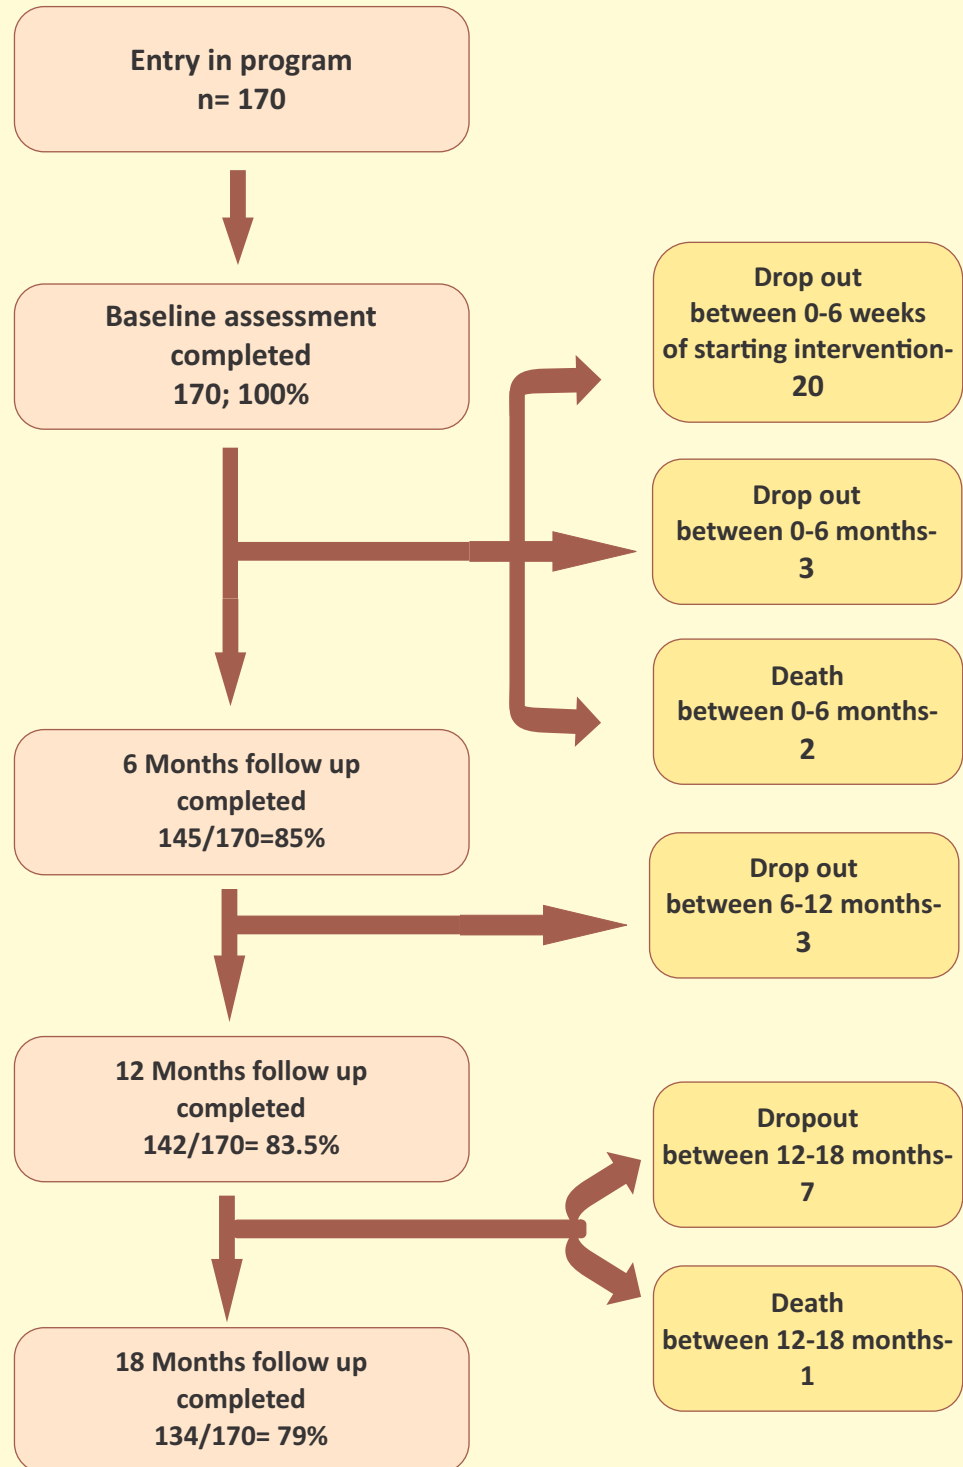 Entry in program
n= 170
Baseline assessment
completed
170; 100%
Drop out
between 0-6 weeks
of starting intervention-
20
Drop out
between 0-6 months-
3
Death
between 0-6 months-
2
6 Months follow up
completed
145/170=85%
Drop out
between 6-12 months-
3
12 Months follow up
completed
142/170= 83.5%
Dropout
between 12-18 months-
7
Death
between 12-18 months-
1
18 Months follow up
completed
134/170= 79%